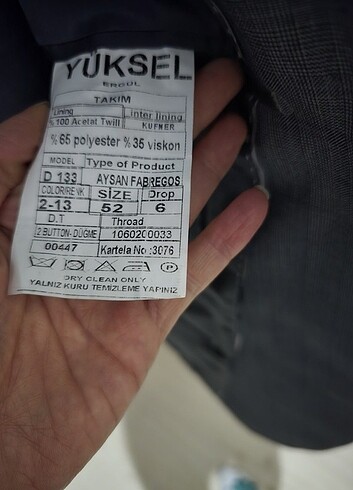 YÜKSEL
ERGÜL
TAKIM
Lining Inter lining
% 100 Acetat Twill KUFNER
% 65 polyester % 35 viskon
MODEL Type of Product
D 133 AYSAN FABREGOS
COLOR/RENK SİZE Drop
2-13 52 6
D.T Thread
2 BUTTON-DÜĞME 1060200033
00447 Kartela No :3076
P
DRY CLEAN ONLY
YALNIZ KURU TEMİZLEME YAPINIZ